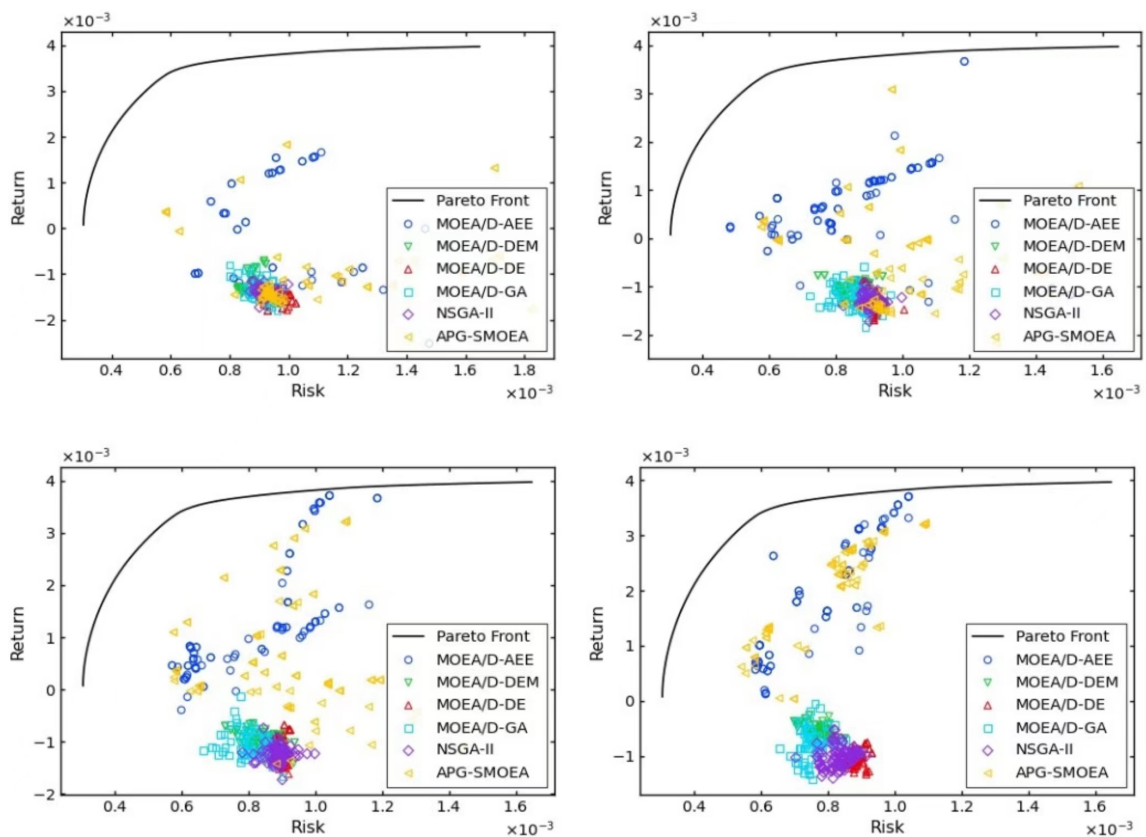 ×10⁻³
4
3
2
1
0
−1
−2
Return
0.4 0.6 0.8 1.0 1.2 1.4 1.6 1.8
Risk
×10⁻³
Pareto Front
MOEA/D-AEE
MOEA/D-DEM
MOEA/D-DE
MOEA/D-GA
NSGA-II
APG-SMOEA
×10⁻³
4
3
2
1
0
−1
−2
Return
0.4 0.6 0.8 1.0 1.2 1.4 1.6
Risk
×10⁻³
Pareto Front
MOEA/D-AEE
MOEA/D-DEM
MOEA/D-DE
MOEA/D-GA
NSGA-II
APG-SMOEA
×10⁻³
4
3
2
1
0
−1
−2
Return
0.4 0.6 0.8 1.0 1.2 1.4 1.6
Risk
×10⁻³
Pareto Front
MOEA/D-AEE
MOEA/D-DEM
MOEA/D-DE
MOEA/D-GA
NSGA-II
APG-SMOEA
×10⁻³
4
3
2
1
0
−1
Return
0.4 0.6 0.8 1.0 1.2 1.4 1.6
Risk
×10⁻³
Pareto Front
MOEA/D-AEE
MOEA/D-DEM
MOEA/D-DE
MOEA/D-GA
NSGA-II
APG-SMOEA